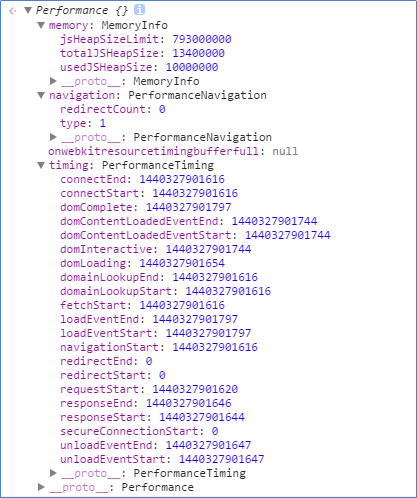 Performance {}
memory: MemoryInfo
jsHeapSizeLimit: 793000000
totalJSHeapSize: 13400000
usedJSHeapSize: 10000000
__proto__: MemoryInfo
navigation: PerformanceNavigation
redirectCount: 0
type: 1
__proto__: PerformanceNavigation
onwebkitresourcetimingbufferfull: null
timing: PerformanceTiming
connectEnd: 1440327901616
connectStart: 1440327901616
domComplete: 1440327901797
domContentLoadedEventEnd: 1440327901744
domContentLoadedEventStart: 1440327901744
domInteractive: 1440327901744
domLoading: 1440327901654
domainLookupEnd: 1440327901616
domainLookupStart: 1440327901616
fetchStart: 1440327901616
loadEventEnd: 1440327901797
loadEventStart: 1440327901797
navigationStart: 1440327901616
redirectEnd: 0
redirectStart: 0
requestStart: 1440327901620
responseEnd: 1440327901646
responseStart: 1440327901644
secureConnectionStart: 0
unloadEventEnd: 1440327901647
unloadEventStart: 1440327901647
__proto__: PerformanceTiming
__proto__: Performance